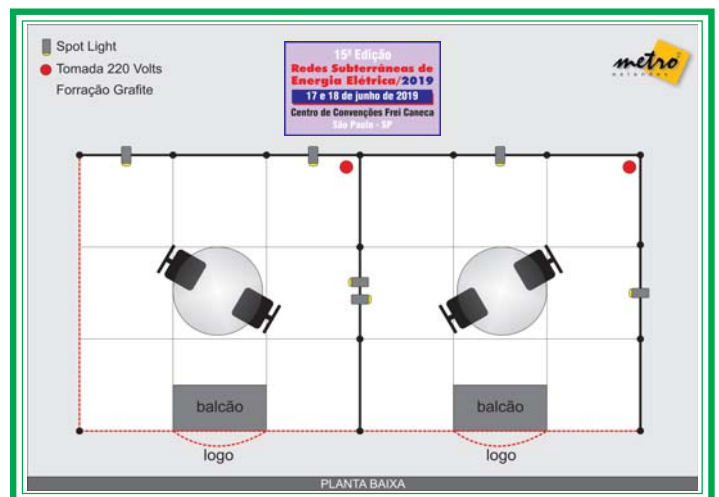 Spot Light
Tomada 220 Volts
Forração Grafite
15ª Edição
Redes Subterrâneas de
Energia Elétrica/2019
17 e 18 de junho de 2019
Centro de Convenções Frei Caneca
São Paulo - SP
metro
estandes
balcão
balcão
logo
logo
PLANTA BAIXA